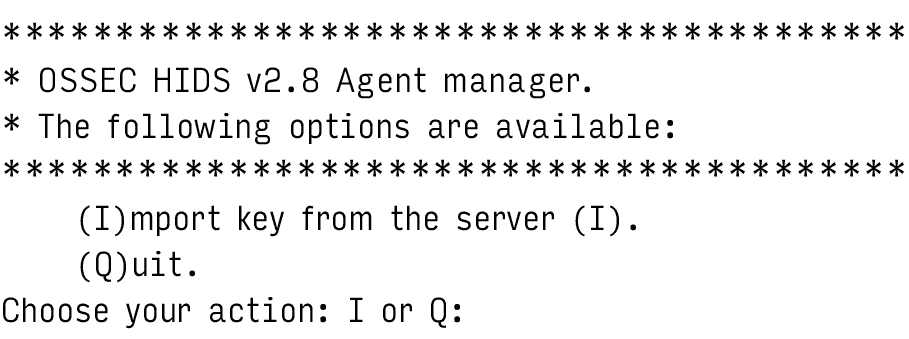 ****************************************
* OSSEC HIDS v2.8 Agent manager.
* The following options are available:
****************************************
(I)mport key from the server (I).
(Q)uit.
Choose your action: I or Q: